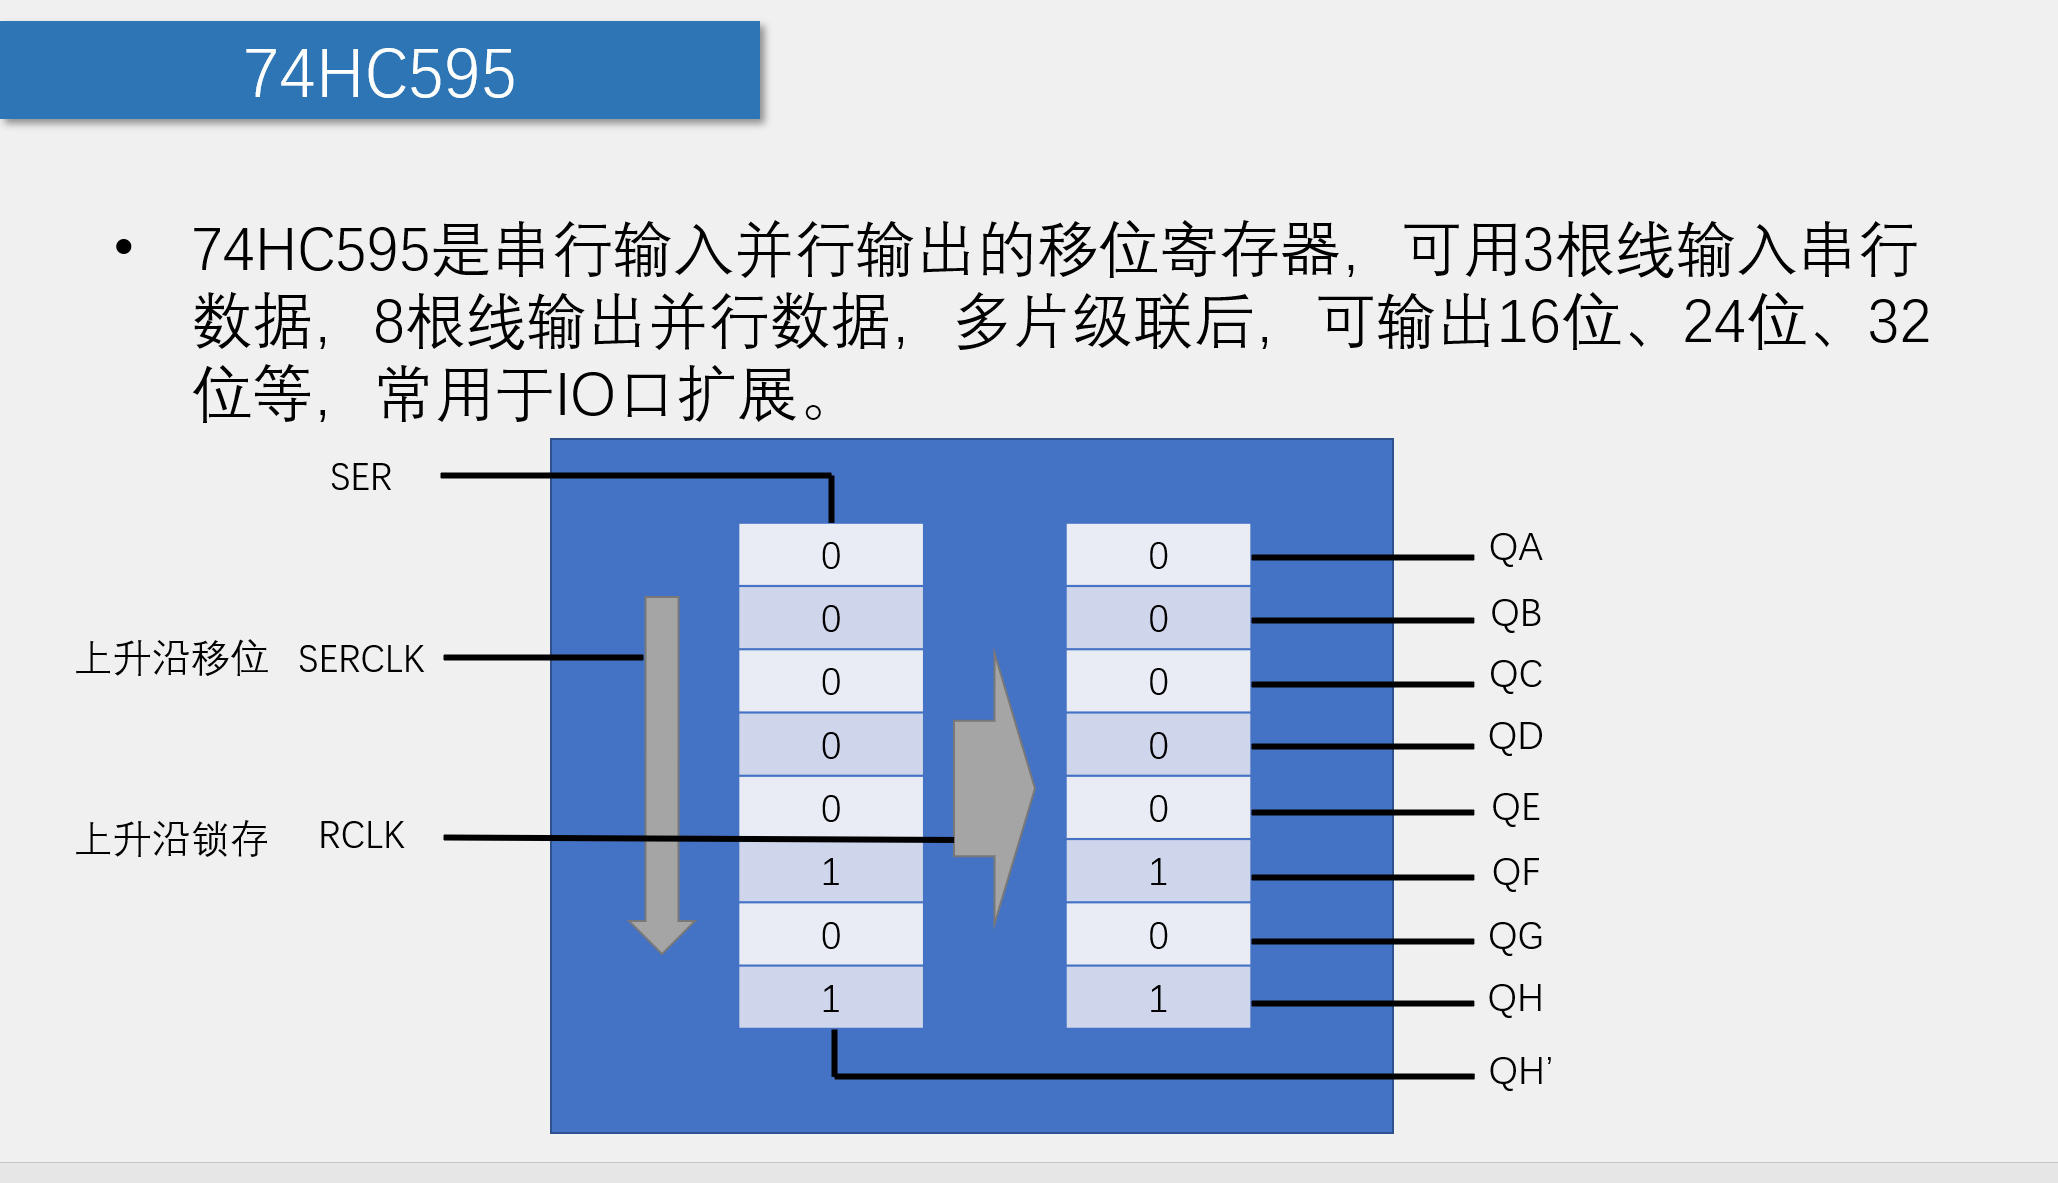 74HC595
• 74HC595是串行输入并行输出的移位寄存器，可用3根线输入串行
数据，8根线输出并行数据，多片级联后，可输出16位、24位、32
位等，常用于IO口扩展。
SER
上升沿移位 SERCLK
上升沿锁存 RCLK
0
0
0
0
0
1
0
1
0
0
0
0
0
1
0
1
QA
QB
QC
QD
QE
QF
QG
QH
QH’